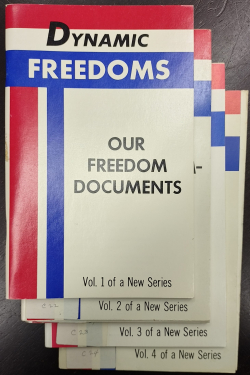 DYNAMIC
FREEDOMS
OUR
FREEDOM
DOCUMENTS
Vol. 1 of a New Series
Vol. 2 of a New Series
Vol. 3 of a New Series
Vol. 4 of a New Series